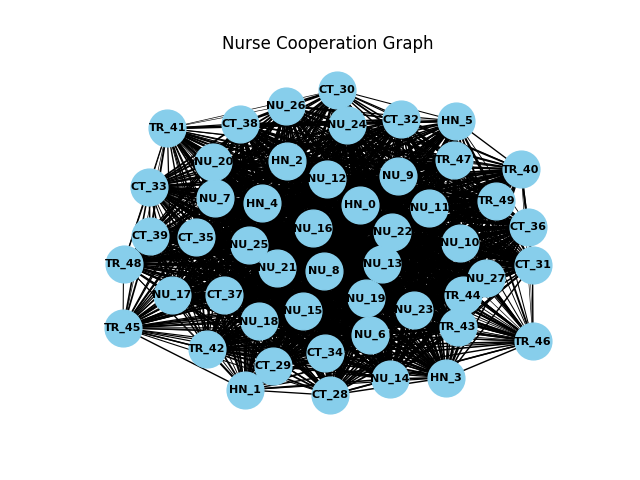 Nurse Cooperation Graph
CT_30
NU_26
CT_32
HN_5
CT_38
NU_24
TR_41
HN_2
TR_47
NU_20
TR_40
NU_9
NU_12
CT_33
NU_7
TR_49
HN_4
HN_0
NU_11
CT_36
NU_16
NU_22
CT_39
CT_35
NU_10
NU_25
TR_48
NU_13
CT_31
NU_21
NU_8
NU_27
NU_17
CT_37
TR_44
NU_19
NU_15
NU_23
NU_18
TR_45
TR_43
NU_6
TR_46
TR_42
CT_34
CT_29
HN_3
NU_14
HN_1
CT_28